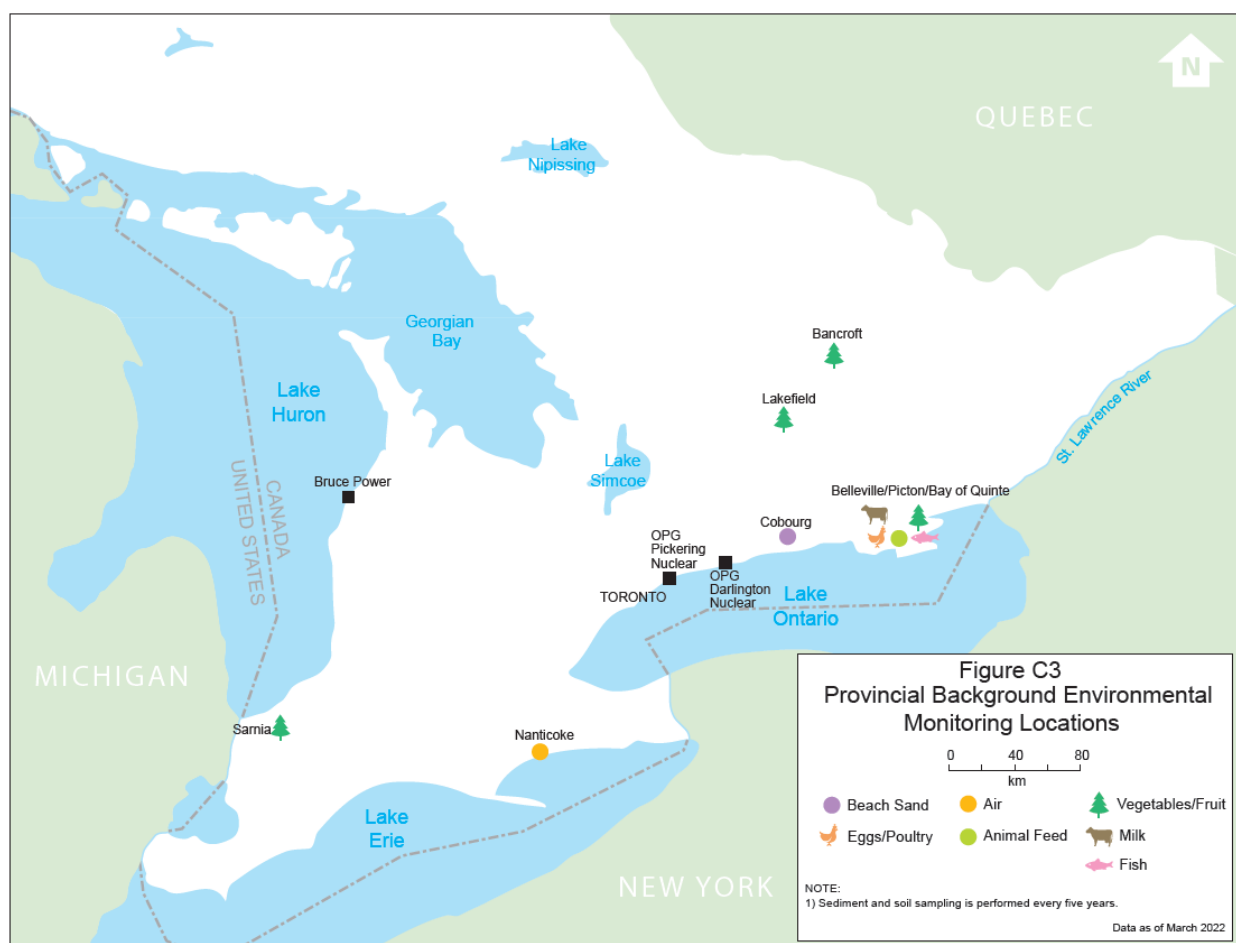 N
QUEBEC
Lake
Nipissing
Georgian
Bay
Bancroft
Lake
Huron
Lakefield
St. Lawrence River
Lake
Simcoe
CANADA
UNITED STATES
Bruce Power
Belleville/Picton/Bay of Quinte
Cobourg
OPG
Pickering
Nuclear
TORONTO
OPG
Darlington
Nuclear
Lake
Ontario
MICHIGAN
Sarnia
Nanticoke
Lake
Erie
NEW YORK
Figure C3
Provincial Background Environmental
Monitoring Locations
0 40 80
km
Beach Sand
Air
Vegetables/Fruit
Eggs/Poultry
Animal Feed
Milk
Fish
NOTE:
1) Sediment and soil sampling is performed every five years.
Data as of March 2022